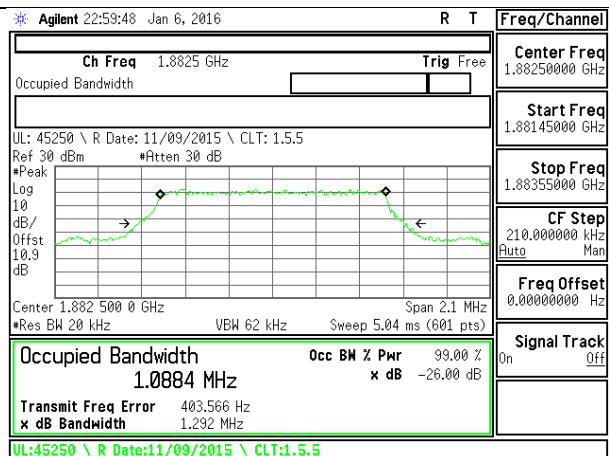 Agilent 22:59:48 Jan 6, 2016 R T
Freq/Channel
Ch Freq 1.8825 GHz Trig Free
Occupied Bandwidth
Center Freq
1.88250000 GHz
Start Freq
1.88145000 GHz
Stop Freq
1.88355000 GHz
CF Step
210.000000 kHz
Auto Man
Freq Offset
0.00000000 Hz
Signal Track
On Off
UL: 45250 \ R Date: 11/09/2015 \ CLT: 1.5.5
Ref 30 dBm #Atten 30 dB
#Peak
Log
10
dB/
Offst
10.9
dB
Center 1.882 500 0 GHz Span 2.1 MHz
#Res BW 20 kHz VBW 62 kHz Sweep 5.04 ms (601 pts)
Occupied Bandwidth Occ BW % Pwr 99.00 %
1.0884 MHz x dB -26.00 dB
Transmit Freq Error 403.566 Hz
x dB Bandwidth 1.292 MHz
UL:45250 \ R Date:11/09/2015 \ CLT:1.5.5